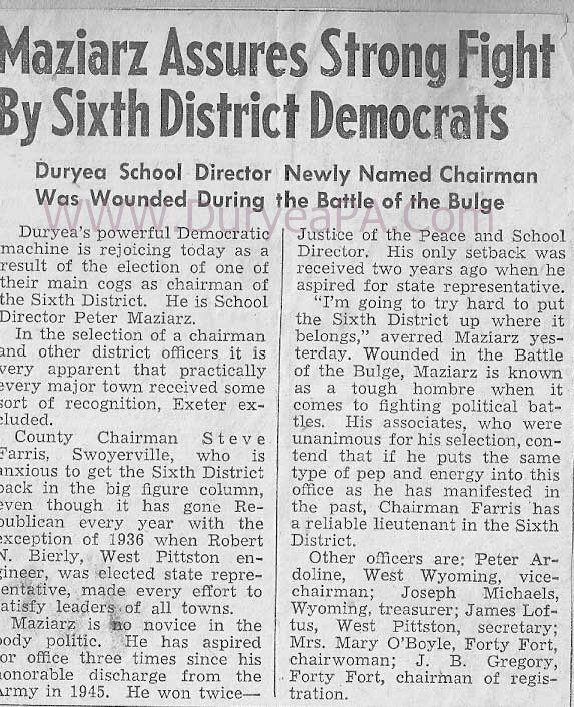 Maziarz Assures Strong Fight
By Sixth District Democrats
Duryea School Director Newly Named Chairman
Was Wounded During the Battle of the Bulge
www.DuryeaPA.Com
Duryea's powerful Democratic
machine is rejoicing today as a
result of the election of one of
their main cogs as chairman of
the Sixth District. He is School
Director Peter Maziarz.
In the selection of a chairman
and other district officers it is
very apparent that practically
every major town received some
sort of recognition, Exeter ex-
cluded.
County Chairman Steve
Farris, Swoyerville, who is
anxious to get the Sixth District
back in the big figure column,
even though it has gone Re-
publican every year with the
exception of 1936 when Robert
N. Bierly, West Pittston en-
gineer, was elected state repre-
entative, made every effort to
atisfy leaders of all towns.
Maziarz is no novice in the
body politic. He has aspired
or office three times since his
honorable discharge from the
Army in 1945. He won twice—
Justice of the Peace and School
Director. His only setback was
received two years ago when he
aspired for state representative.
"I'm going to try hard to put
the Sixth District up where it
belongs," averred Maziarz yes-
terday. Wounded in the Battle
of the Bulge, Maziarz is known
as a tough hombre when it
comes to fighting political bat-
tles. His associates, who were
unanimous for his selection, con-
tend that if he puts the same
type of pep and energy into this
office as he has manifested in
the past, Chairman Farris has
a reliable lieutenant in the Sixth
District.
Other officers are: Peter Ar-
doline, West Wyoming, vice-
chairman; Joseph Michaels,
Wyoming, treasurer; James Lof-
tus, West Pittston, secretary;
Mrs. Mary O'Boyle, Forty Fort,
chairwoman; J. B. Gregory,
Forty Fort, chairman of regis-
tration.